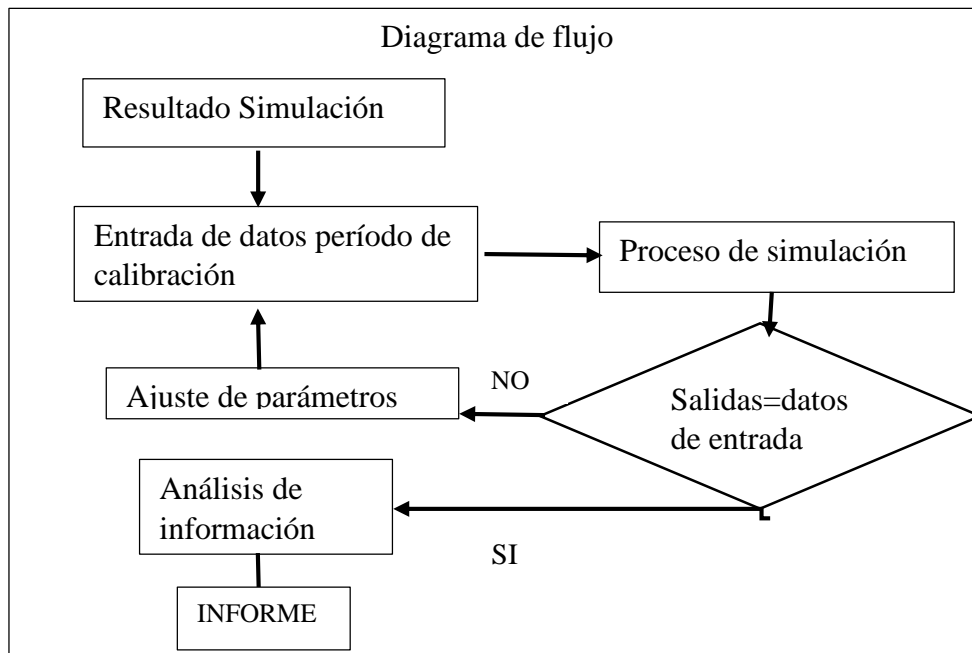 Diagrama de flujo
Resultado Simulación
Entrada de datos período de
calibración
Proceso de simulación
Salidas=datos
de entrada
NO
Ajuste de parámetros
Análisis de
información
SI
INFORME